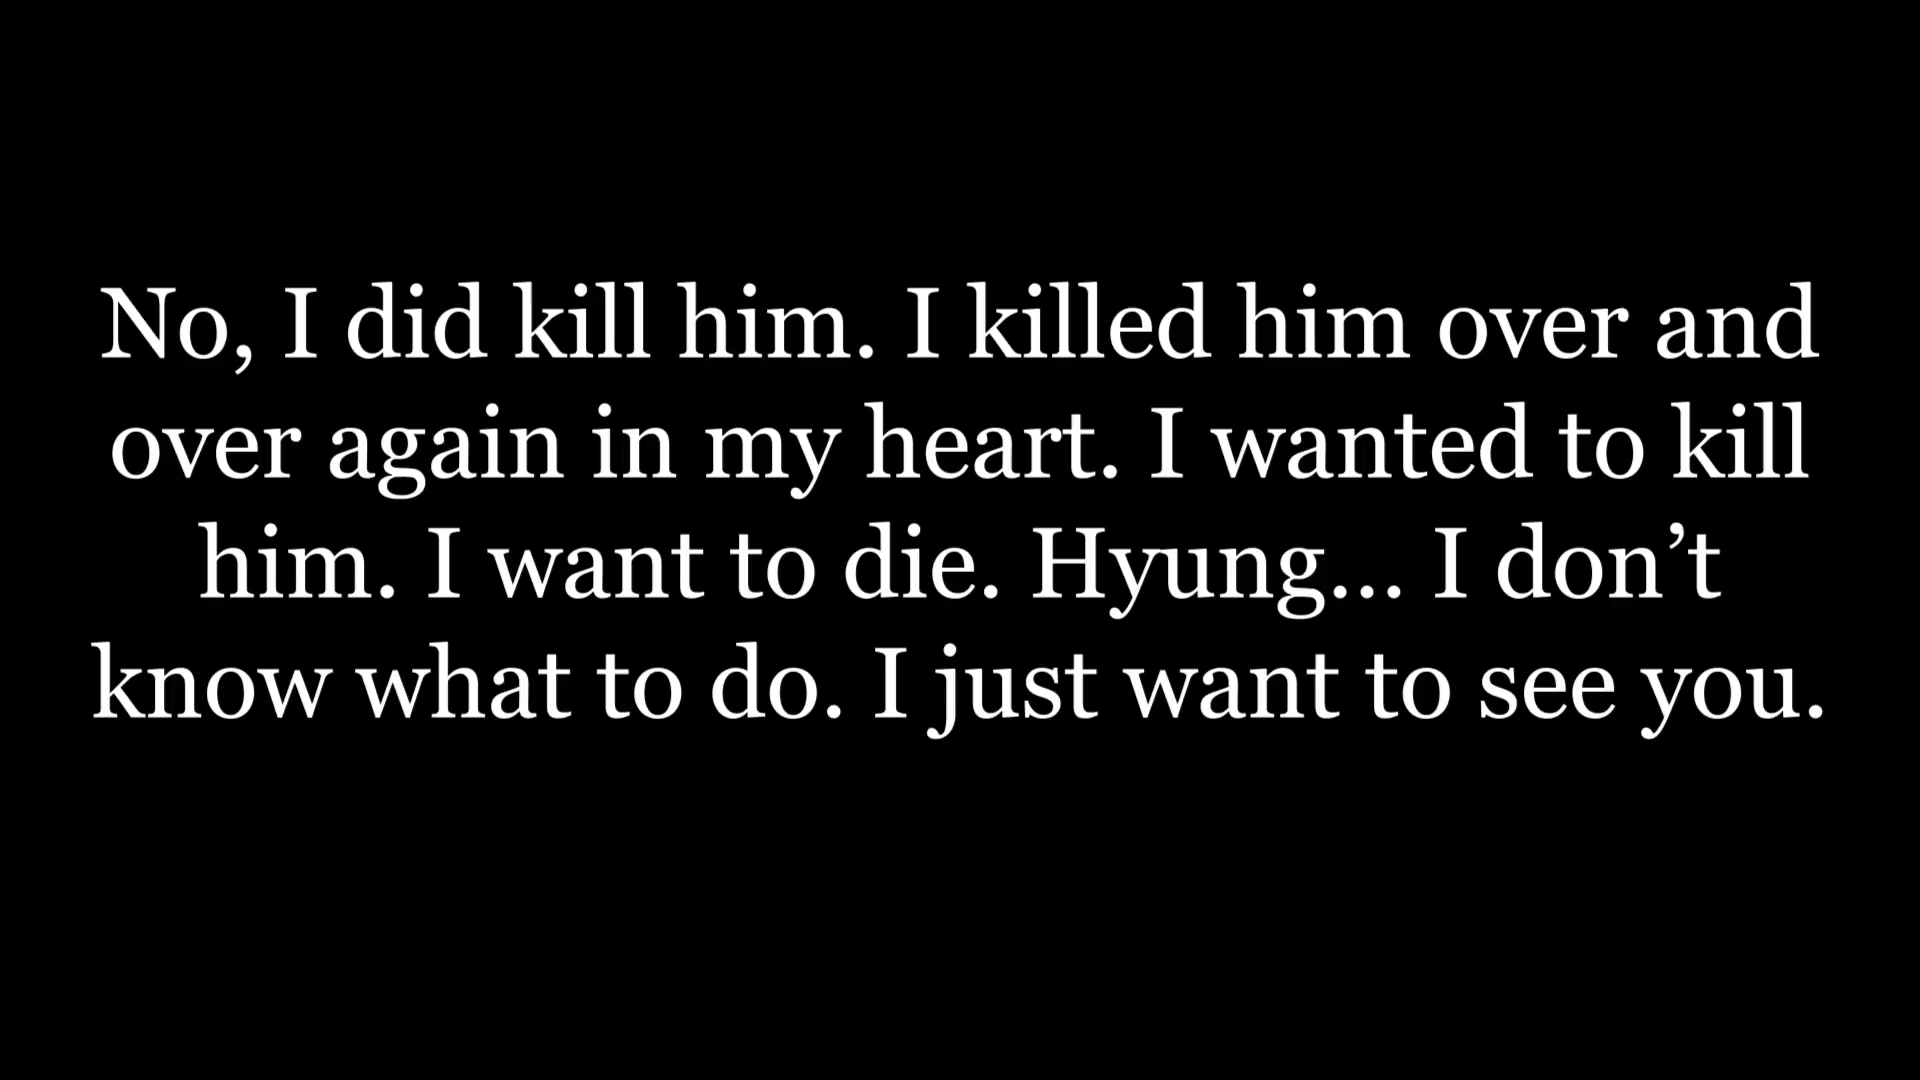 No, I did kill him. I killed him over and
over again in my heart. I wanted to kill
him. I want to die. Hyung... I don’t
know what to do. I just want to see you.